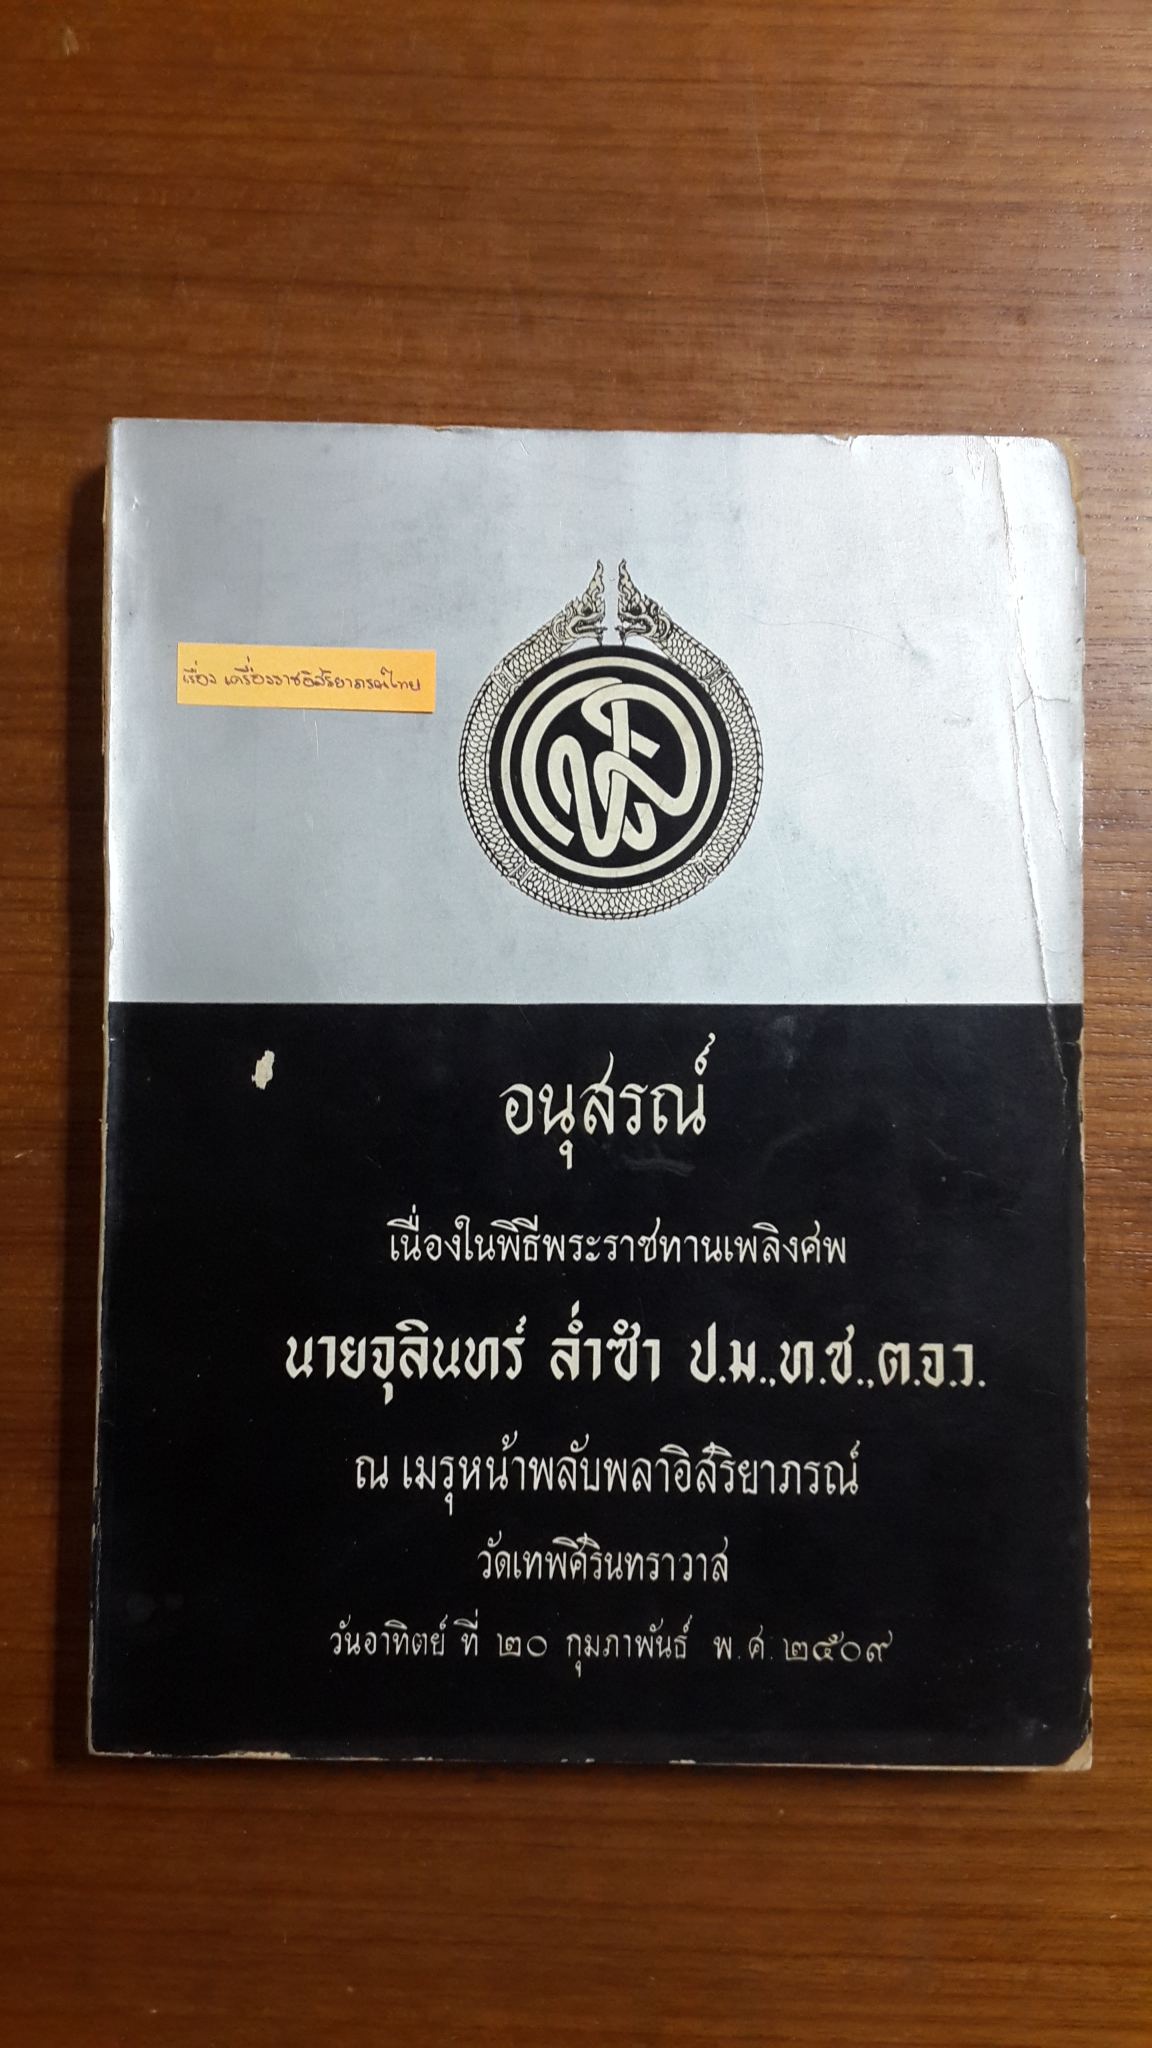 เรื่อง เครื่องราชอิสริยาภรณ์ไทย
อนุสรณ์
เนื่องในพิธีพระราชทานเพลิงศพ
นายจุลินทร์ ล่ำซำ ป.ม.,ท.ช.,ต.จ.ว.
ณ เมรุหน้าพลับพลาอิสริยาภรณ์
วัดเทพศิรินทราวาส
วันอาทิตย์ ที่ ๒๐ กุมภาพันธ์ พ.ศ. ๒๕๐๙